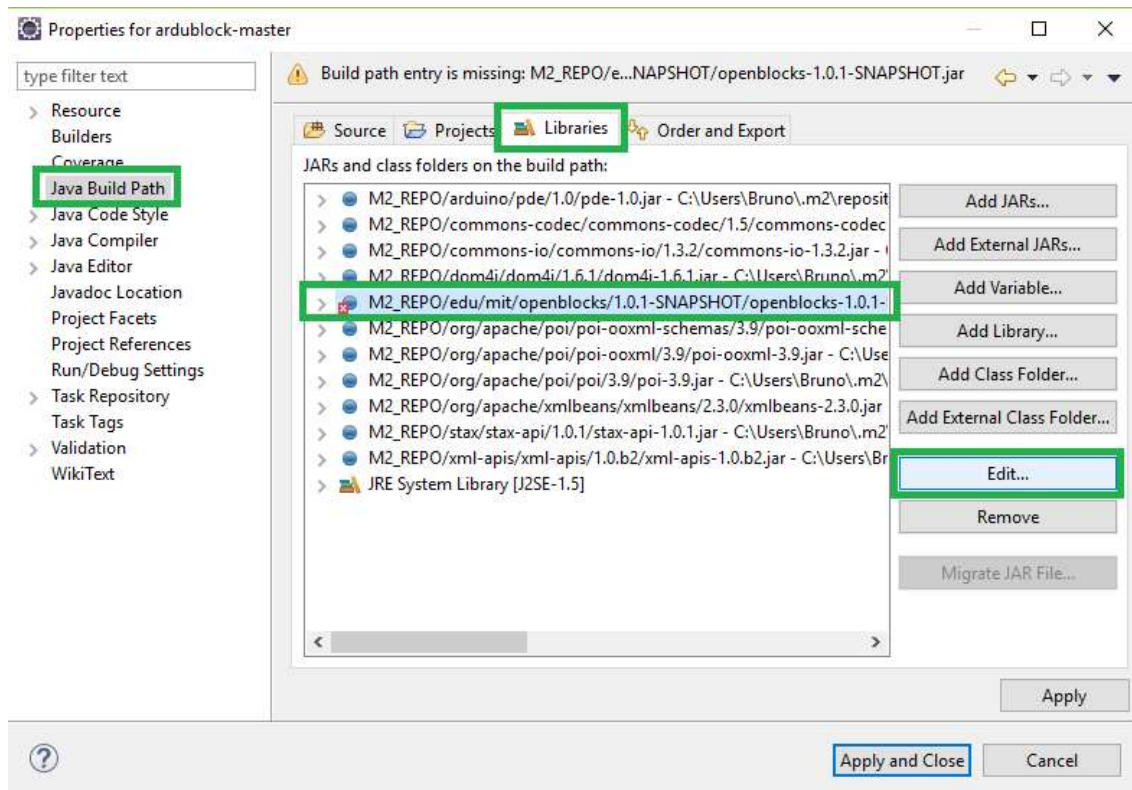 Properties for ardublock-master
type filter text
Resource
Builders
Coverage
Java Build Path
Java Code Style
Java Compiler
Java Editor
Javadoc Location
Project Facets
Project References
Run/Debug Settings
Task Repository
Task Tags
Validation
WikiText
Build path entry is missing: M2_REPO/e...NAPSHOT/openblocks-1.0.1-SNAPSHOT.jar
Source Projects Libraries Order and Export
JARs and class folders on the build path:
M2_REPO/arduino/pde/1.0/pde-1.0.jar - C:\Users\Bruno\.m2\reposit
M2_REPO/commons-codec/commons-codec/1.5/commons-codec
M2_REPO/commons-io/commons-io/1.3.2/commons-io-1.3.2.jar -
M2_REPO/dom4j/dom4j/1.6.1/dom4j-1.6.1.jar - C:\Users\Bruno\.m2
M2_REPO/edu/mit/openblocks/1.0.1-SNAPSHOT/openblocks-1.0.1-
M2_REPO/org/apache/poi/poi-ooxml-schemas/3.9/poi-ooxml-sche
M2_REPO/org/apache/poi/poi-ooxml/3.9/poi-ooxml-3.9.jar - C:\Use
M2_REPO/org/apache/poi/poi/3.9/poi-3.9.jar - C:\Users\Bruno\.m2\
M2_REPO/org/apache/xmlbeans/xmlbeans/2.3.0/xmlbeans-2.3.0.jar
M2_REPO/stax/stax-api/1.0.1/stax-api-1.0.1.jar - C:\Users\Bruno\.m2
M2_REPO/xml-apis/xml-apis/1.0.b2/xml-apis-1.0.b2.jar - C:\Users\Br
JRE System Library [J2SE-1.5]
Add JARs...
Add External JARs...
Add Variable...
Add Library...
Add Class Folder...
Add External Class Folder...
Edit...
Remove
Migrate JAR File...
Apply
Apply and Close
Cancel